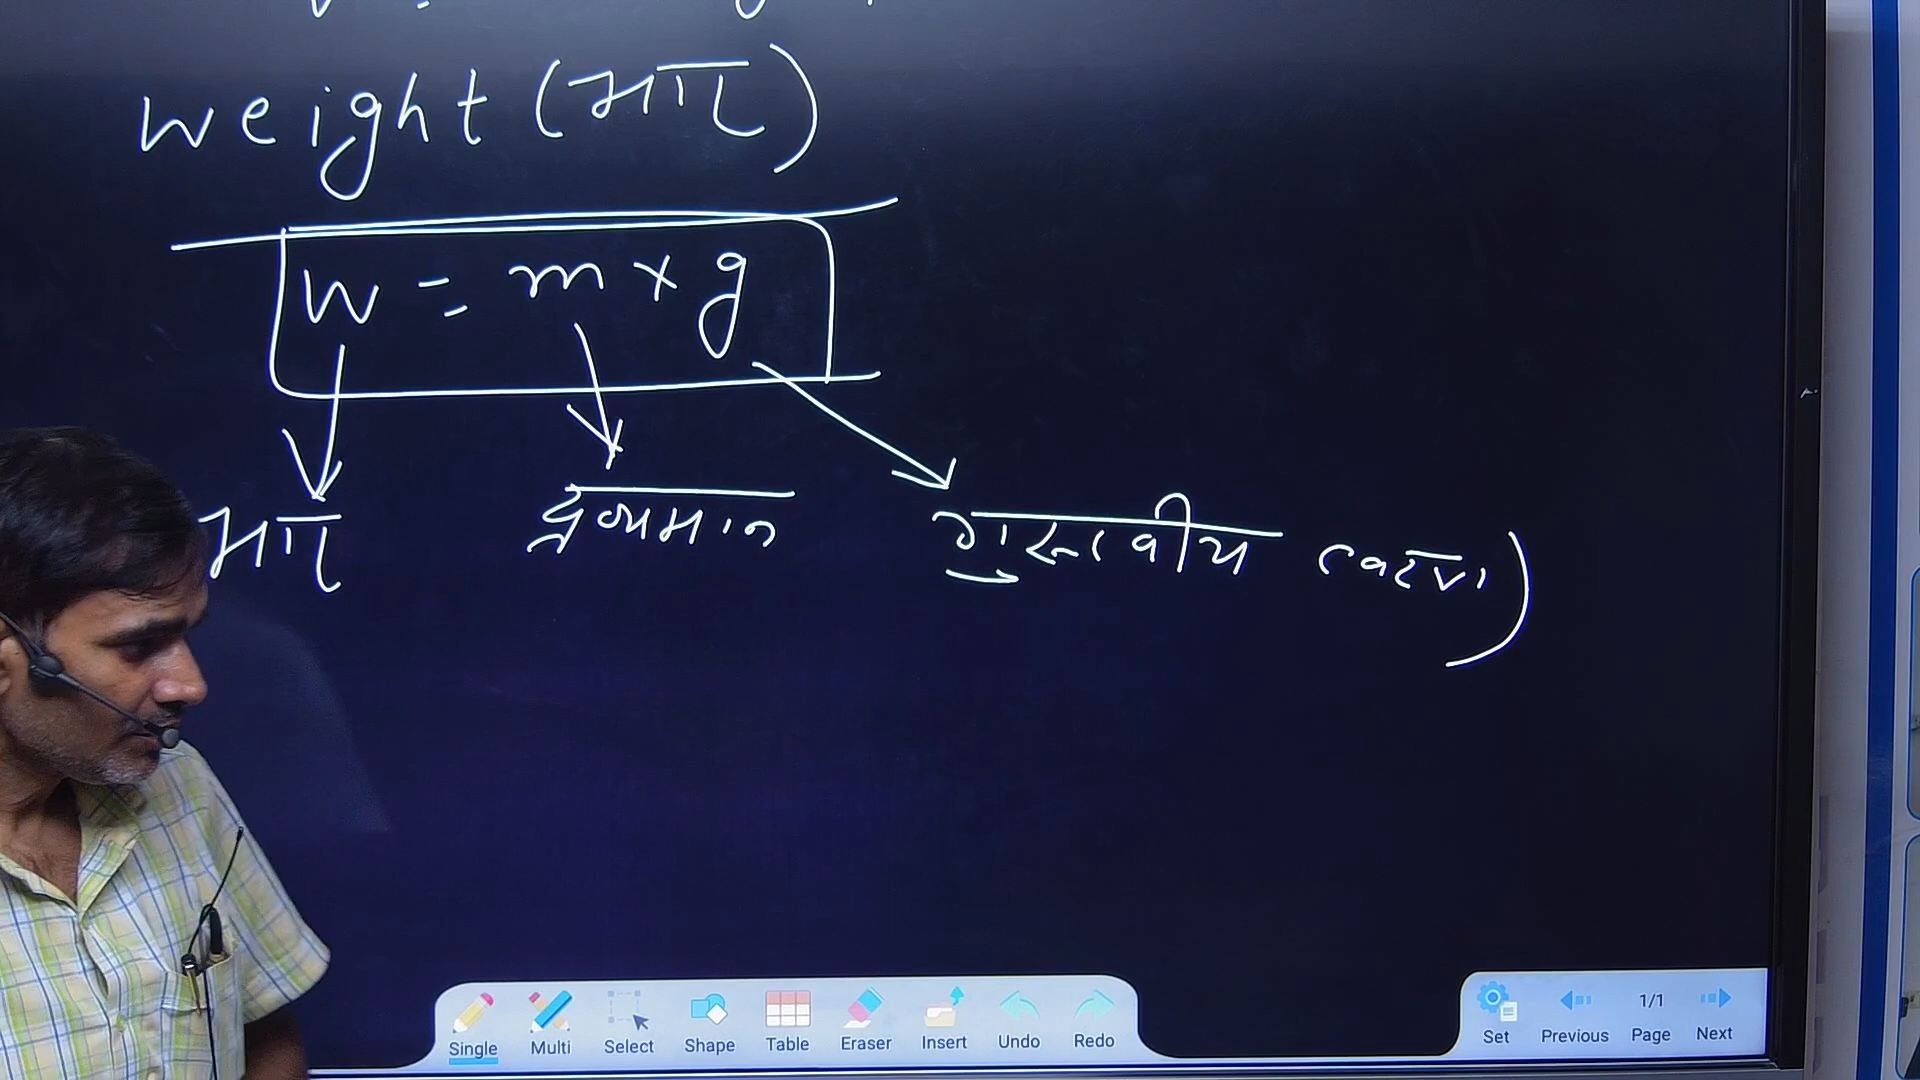 weight (भार)
W = m × g
भार द्रव्यमान गुरुत्वीय त्वरण
Single Multi Select Shape Table Eraser Insert Undo Redo
Set Previous 1/1 Page Next